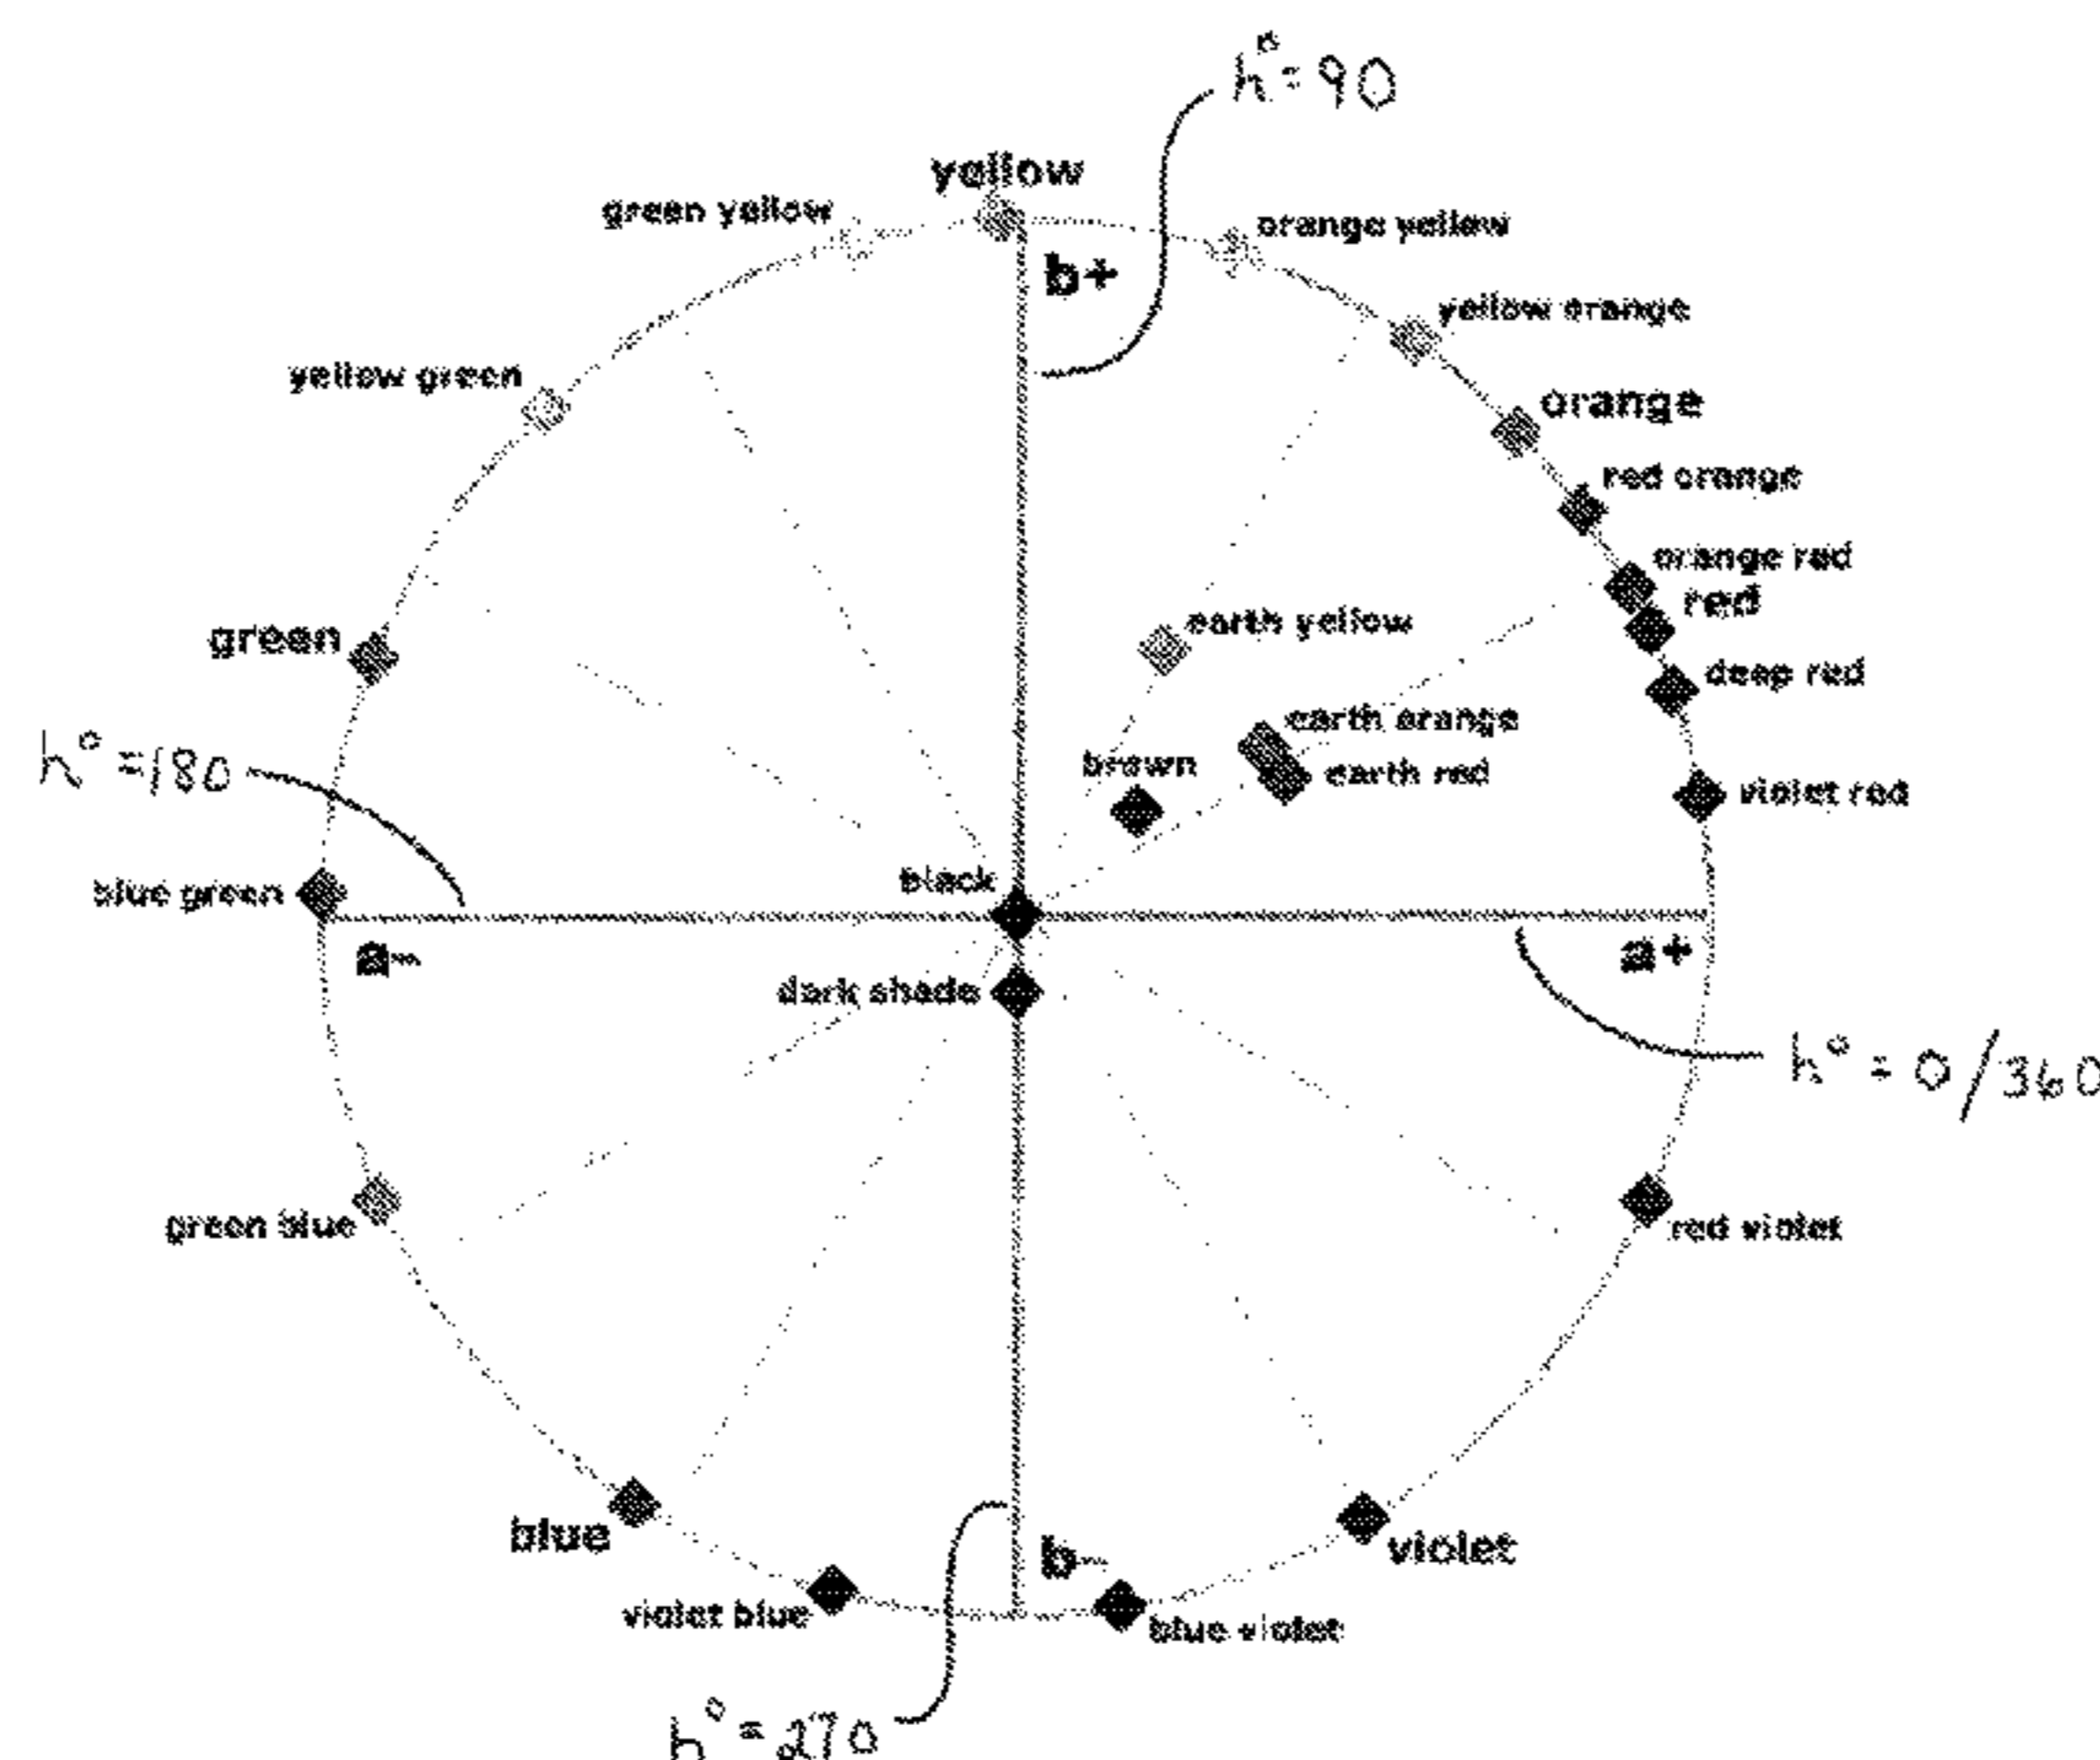 h° = 90
yellow
green yellow
orange yellow
b+
yellow orange
yellow green
orange
red orange
orange red
red
earth yellow
green
deep red
earth orange
h° = 180
brown
earth red
violet red
black
blue green
a-
a+
dark shade
h° = 0/360
green blue
red violet
blue
b-
violet
violet blue
blue violet
h° = 270